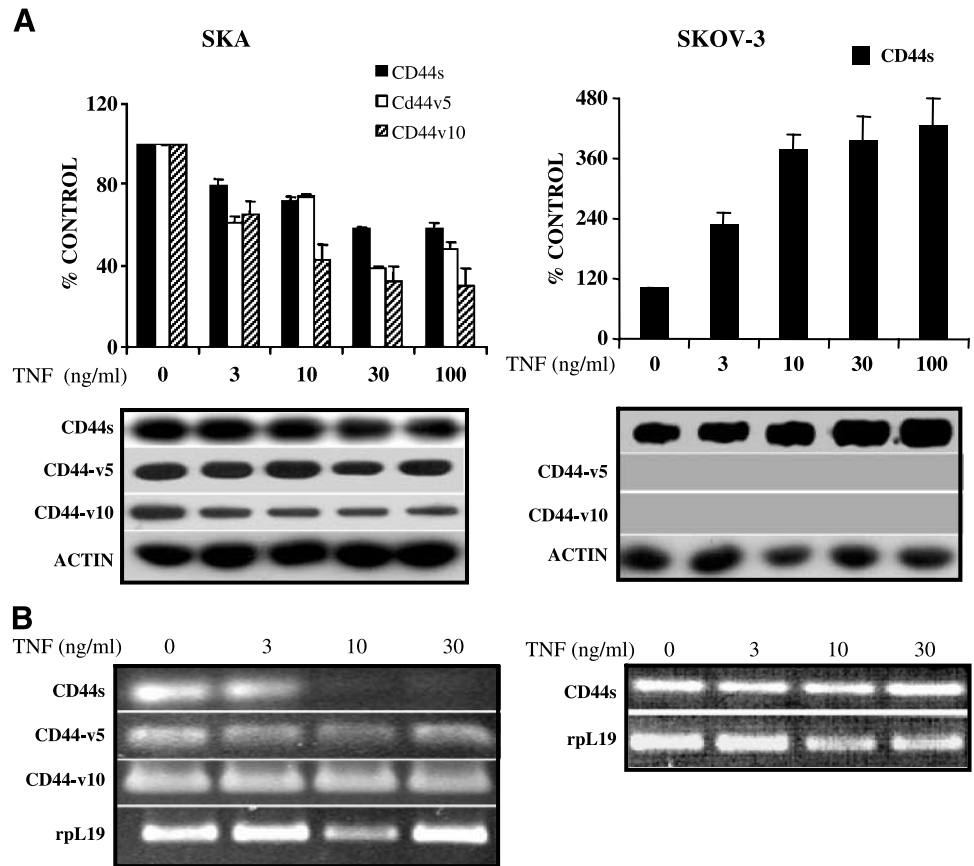 A
SKA
CD44s
Cd44v5
CD44v10
120
80
40
0
% CONTROL
TNF (ng/ml) 0 3 10 30 100
CD44s
CD44-v5
CD44-v10
ACTIN
SKOV-3
CD44s
480
360
240
120
0
% CONTROL
TNF (ng/ml) 0 3 10 30 100
CD44-v5
CD44-v10
ACTIN
B
TNF (ng/ml) 0 3 10 30
CD44s
CD44-v5
CD44-v10
rpL19
TNF (ng/ml) 0 3 10 30
CD44s
rpL19